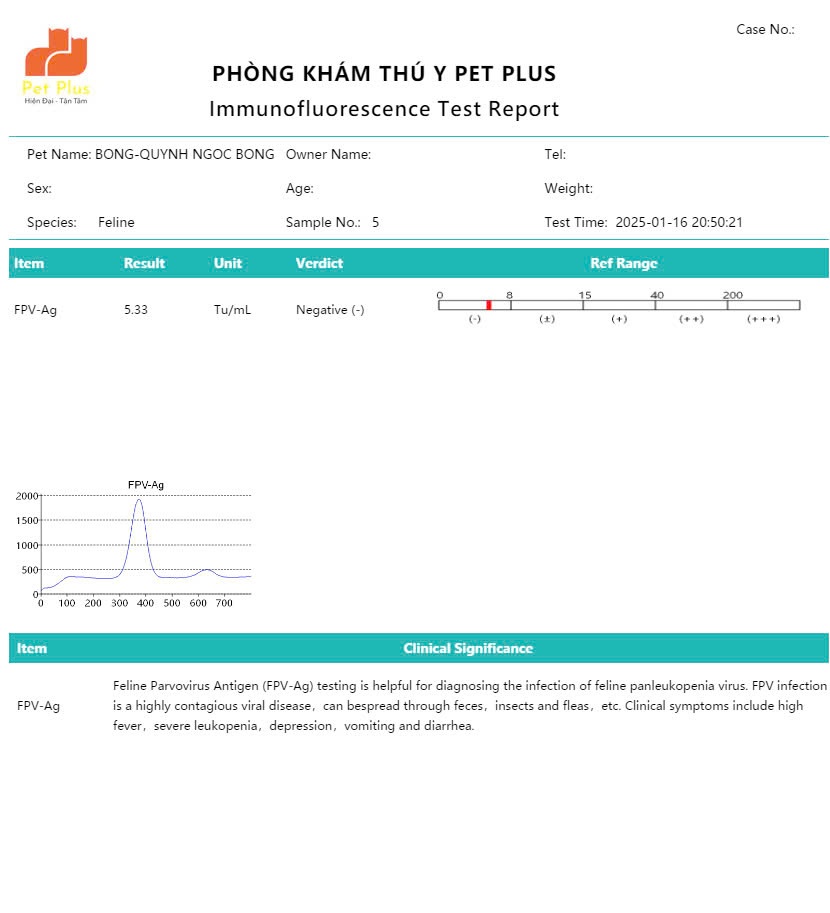 Case No.:
Pet Plus
Hiện Đại - Tận Tâm
PHÒNG KHÁM THÚ Y PET PLUS
Immunofluorescence Test Report
Pet Name: BONG-QUYNH NGOC BONG Owner Name: Tel:
Sex: Age: Weight:
Species: Feline Sample No.: 5 Test Time: 2025-01-16 20:50:21
Item Result Unit Verdict Ref Range
0 8 15 40 200
FPV-Ag 5.33 Tu/mL Negative (-)
(-) (±) (+) (++) (+++)
FPV-Ag
2000
1500
1000
500
0
0 100 200 300 400 500 600 700
Item Clinical Significance
FPV-Ag
Feline Parvovirus Antigen (FPV-Ag) testing is helpful for diagnosing the infection of feline panleukopenia virus. FPV infection
is a highly contagious viral disease, can bespread through feces, insects and fleas, etc. Clinical symptoms include high
fever, severe leukopenia, depression, vomiting and diarrhea.